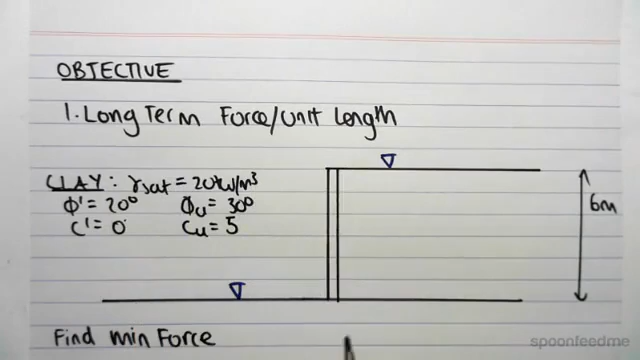 OBJECTIVE
1. Long Term Force/Unit Length
CLAY: γsat = 20kN/m³
φ' = 20° φu = 30°
c' = 0 Cu = 5
6m
Find min Force
spoonfeedme